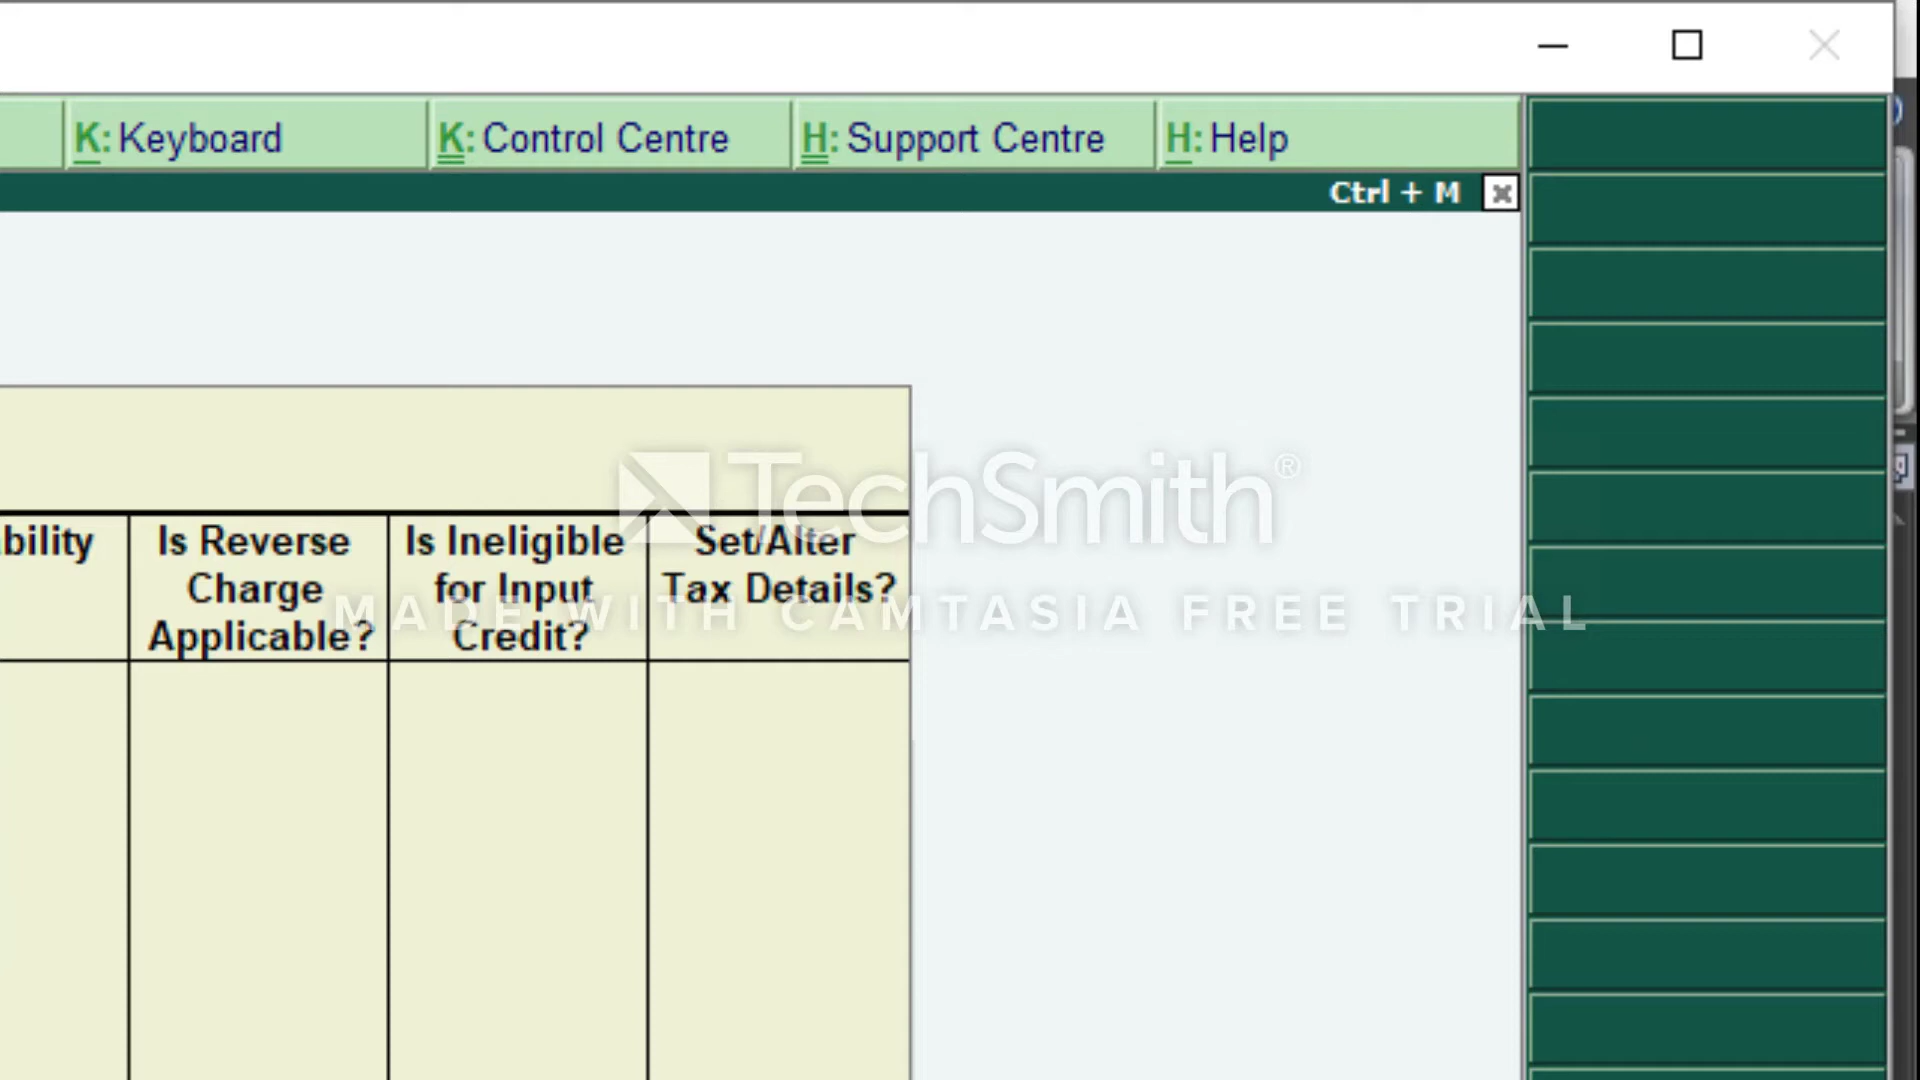 K: Keyboard
K: Control Centre
H: Support Centre
H: Help
Ctrl + M
TechSmith®
MADE WITH CAMTASIA FREE TRIAL
bility
Is Reverse
Charge
Applicable?
Is Ineligible
for Input
Credit?
Set/Alter
Tax Details?